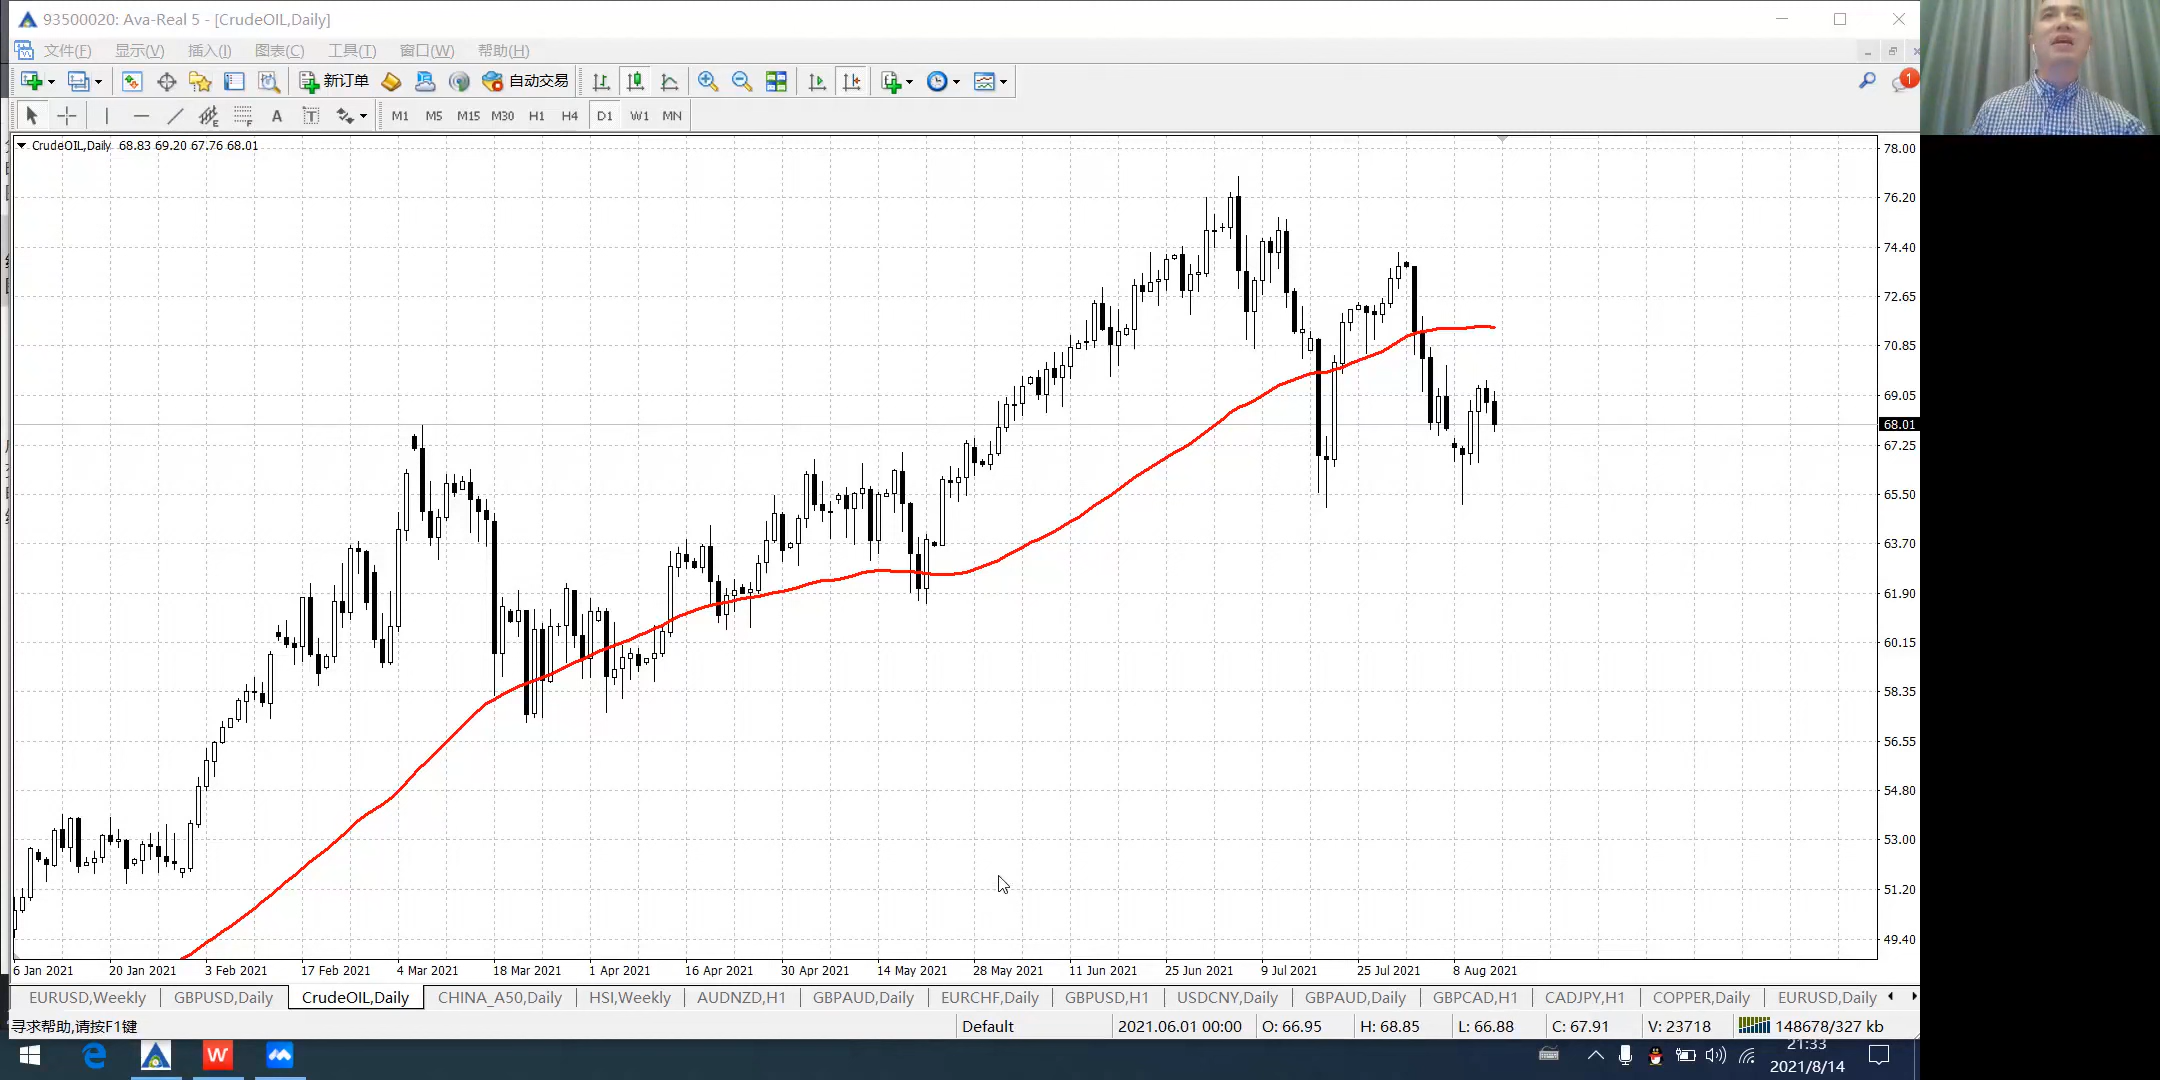 93500020: Ava-Real 5 - [CrudeOIL,Daily]
文件(F) 显示(V) 插入(I) 图表(C) 工具(T) 窗口(W) 帮助(H)
新订单 自动交易
1
E F A T M1 M5 M15 M30 H1 H4 D1 W1 MN
CrudeOIL,Daily 68.83 69.20 67.76 68.01
78.00
76.20
74.40
72.65
70.85
69.05
68.01
67.25
65.50
63.70
61.90
60.15
58.35
56.55
54.80
53.00
51.20
49.40
6 Jan 2021 20 Jan 2021 3 Feb 2021 17 Feb 2021 4 Mar 2021 18 Mar 2021 1 Apr 2021 16 Apr 2021 30 Apr 2021 14 May 2021 28 May 2021 11 Jun 2021 25 Jun 2021 9 Jul 2021 25 Jul 2021 8 Aug 2021
EURUSD,Weekly GBPUSD,Daily CrudeOIL,Daily CHINA_A50,Daily HSI,Weekly AUDNZD,H1 GBPAUD,Daily EURCHF,Daily GBPUSD,H1 USDCNY,Daily GBPAUD,Daily GBPCAD,H1 CADJPY,H1 COPPER,Daily EURUSD,Daily
寻求帮助,请按F1键 Default 2021.06.01 00:00 O: 66.95 H: 68.85 L: 66.88 C: 67.91 V: 23718 148678/327 kb
W
21:33
2021/8/14